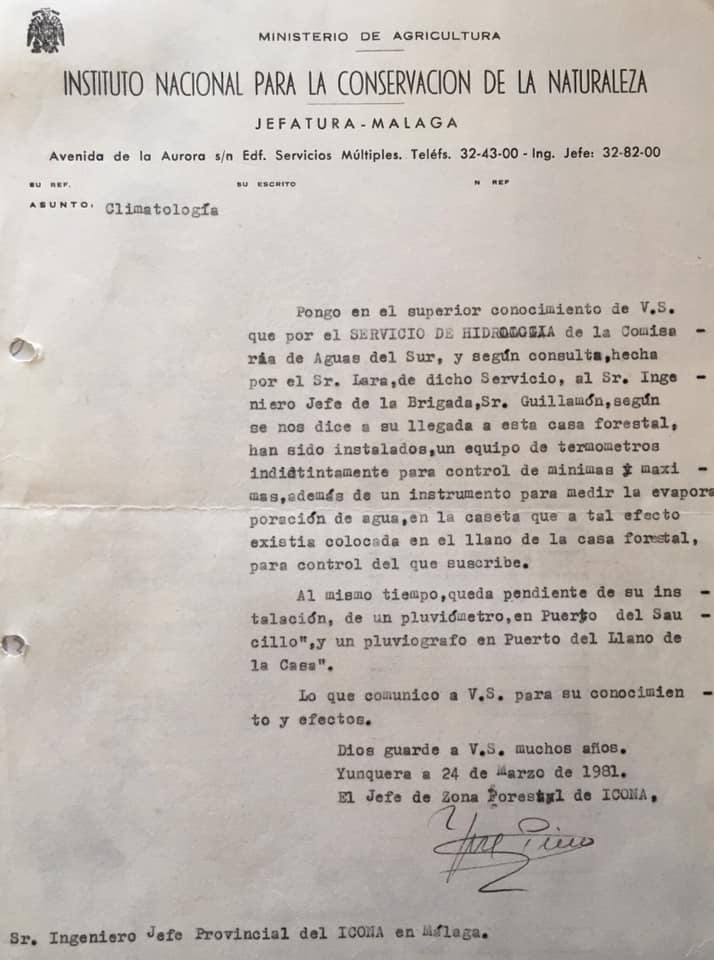 MINISTERIO DE AGRICULTURA
INSTITUTO NACIONAL PARA LA CONSERVACION DE LA NATURALEZA
JEFATURA-MALAGA
Avenida de la Aurora s/n Edf. Servicios Múltiples. Teléfs. 32-43-00 - Ing. Jefe: 32-82-00
SU REF. SU ESCRITO N REF
ASUNTO: Climatología
Pongo en el superior conocimiento de V.S.
que por el SERVICIO DE HIDROLOGIA de la Comisa -
ría de Aguas del Sur, y según consulta,hecha
por el Sr. Lara,de dicho Servicio, al Sr. Inge -
niero Jefe de la Brigada,Sr. Guillamón,según
se nos dice a su llegada a esta casa forestal,
han sido instalados,un equipo de termometros
indistintamente para control de minimas y maxi -
mas,además de un instrumento para medir la evapora
poración de agua,en la caseta que a tal efecto
existia colocada en el llano de la casa forestal,
para control del que suscribe.
Al mismo tiempo,queda pendiente de su ins -
talación, de un pluviómetro,en Puerto del Sau -
cillo",y un pluviografo en Puerto del Llano de
la Casa".
Lo que comunico a V.S. para su conocimien -
to y efectos.
Dios guarde a V.S. muchos años.
Yunquera a 24 de Marzo de 1981.
El Jefe de Zona Forestal de ICONA,
Sr. Ingeniero Jefe Provincial del ICONA en Málaga.